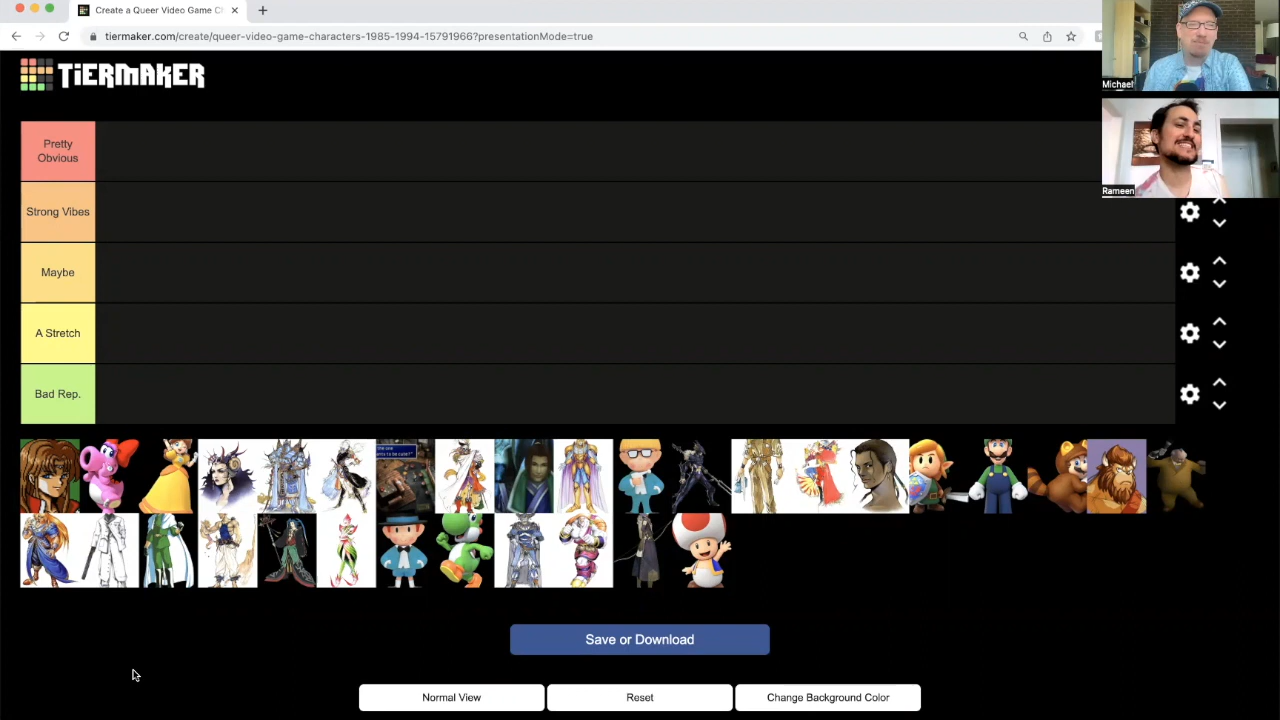 Create a Queer Video Game Ch
tiermaker.com/create/queer-video-game-characters-1985-1994-15791966?presentationMode=true
TiERMAKER
Michael
Rameen
Pretty
Obvious
Strong Vibes
Maybe
A Stretch
Bad Rep.
Save or Download
Normal View
Reset
Change Background Color